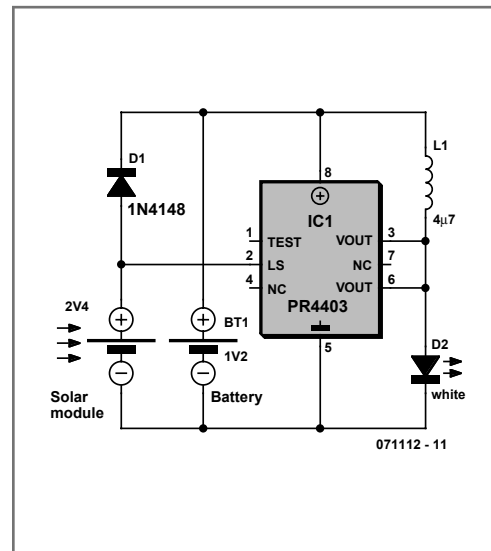 D1
1N4148
8
L1
4µ7
IC1
1
TEST
VOUT
3
2
LS
NC
7
4
NC
VOUT
6
PR4403
5
2V4
BT1
1V2
Solar
module
Battery
D2
white
071112 - 11